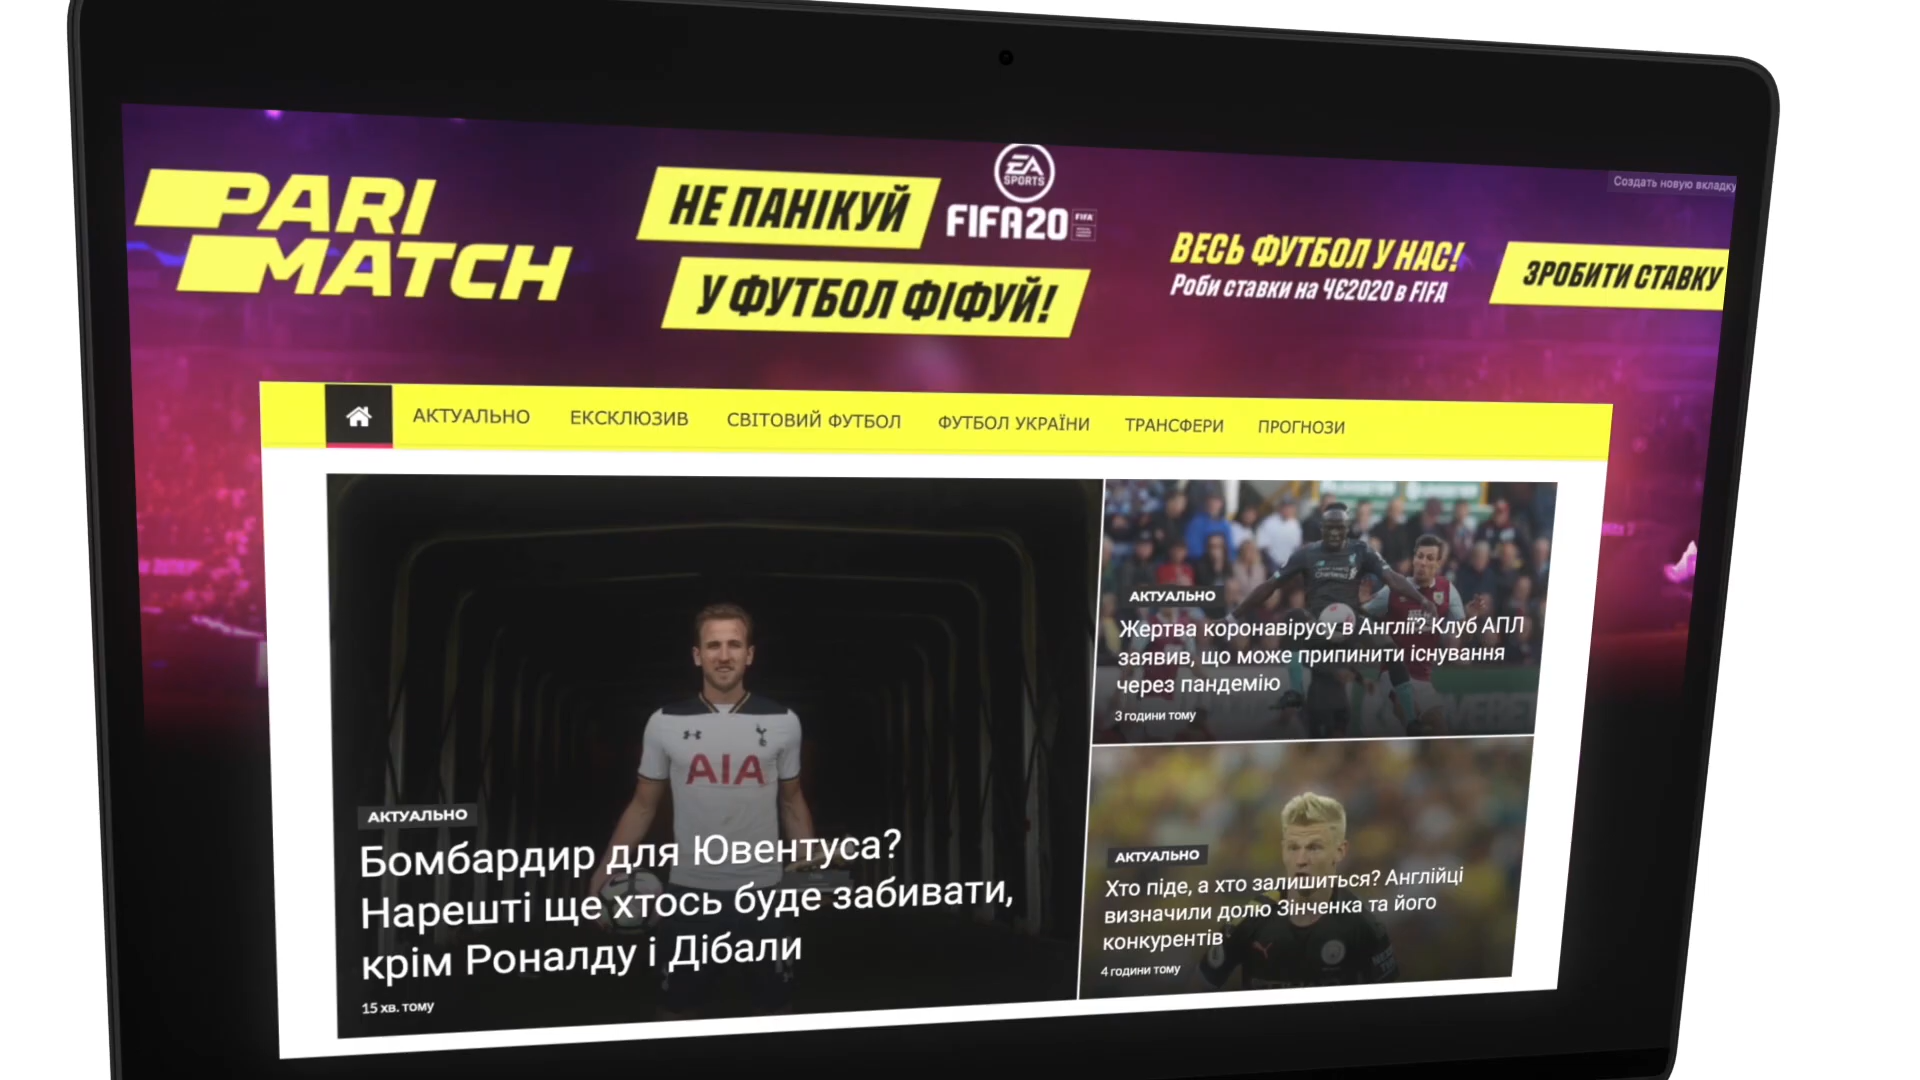 PARI
MATCH
НЕ ПАНІКУЙ
У ФУТБОЛ ФІФУЙ!
EA
SPORTS
FIFA20
FIFA
ВЕСЬ ФУТБОЛ У НАС!
Роби ставки на ЧЄ2020 в FIFA
Создать новую вкладку
ЗРОБИТИ СТАВКУ
АКТУАЛЬНО ЕКСКЛЮЗИВ СВІТОВИЙ ФУТБОЛ ФУТБОЛ УКРАЇНИ ТРАНСФЕРИ ПРОГНОЗИ
AIA
АКТУАЛЬНО
Бомбардир для Ювентуса?
Нарешті ще хтось буде забивати,
крім Роналду і Дібали
15 хв. тому
АКТУАЛЬНО
Жертва коронавірусу в Англії? Клуб АПЛ
заявив, що може припинити існування
через пандемію
3 години тому
АКТУАЛЬНО
Хто піде, а хто залишиться? Англійці
визначили долю Зінченка та його
конкурентів
4 години тому